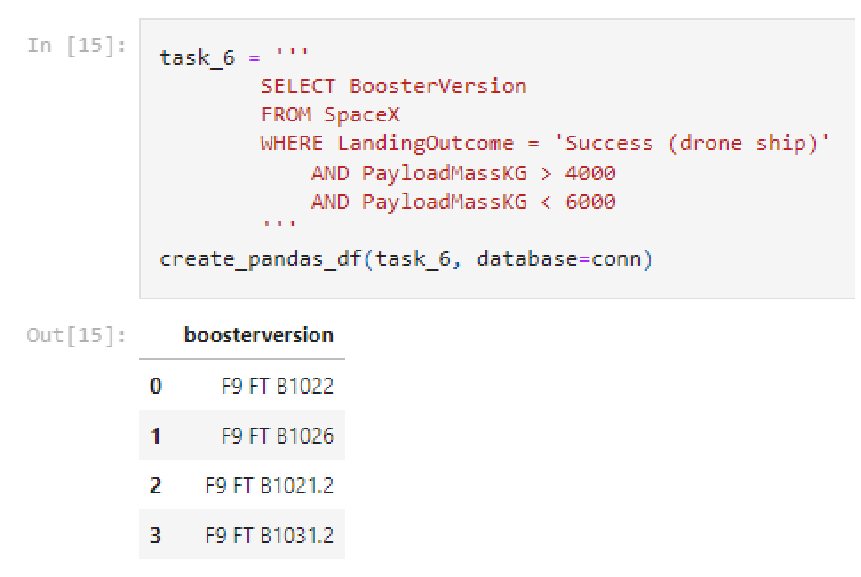 In [15]:
task_6 = '''
SELECT BoosterVersion
FROM SpaceX
WHERE LandingOutcome = 'Success (drone ship)'
AND PayloadMassKG > 4000
AND PayloadMassKG < 6000
'''
create_pandas_df(task_6, database=conn)
Out[15]:
boosterversion
0 F9 FT B1022
1 F9 FT B1026
2 F9 FT B1021.2
3 F9 FT B1031.2